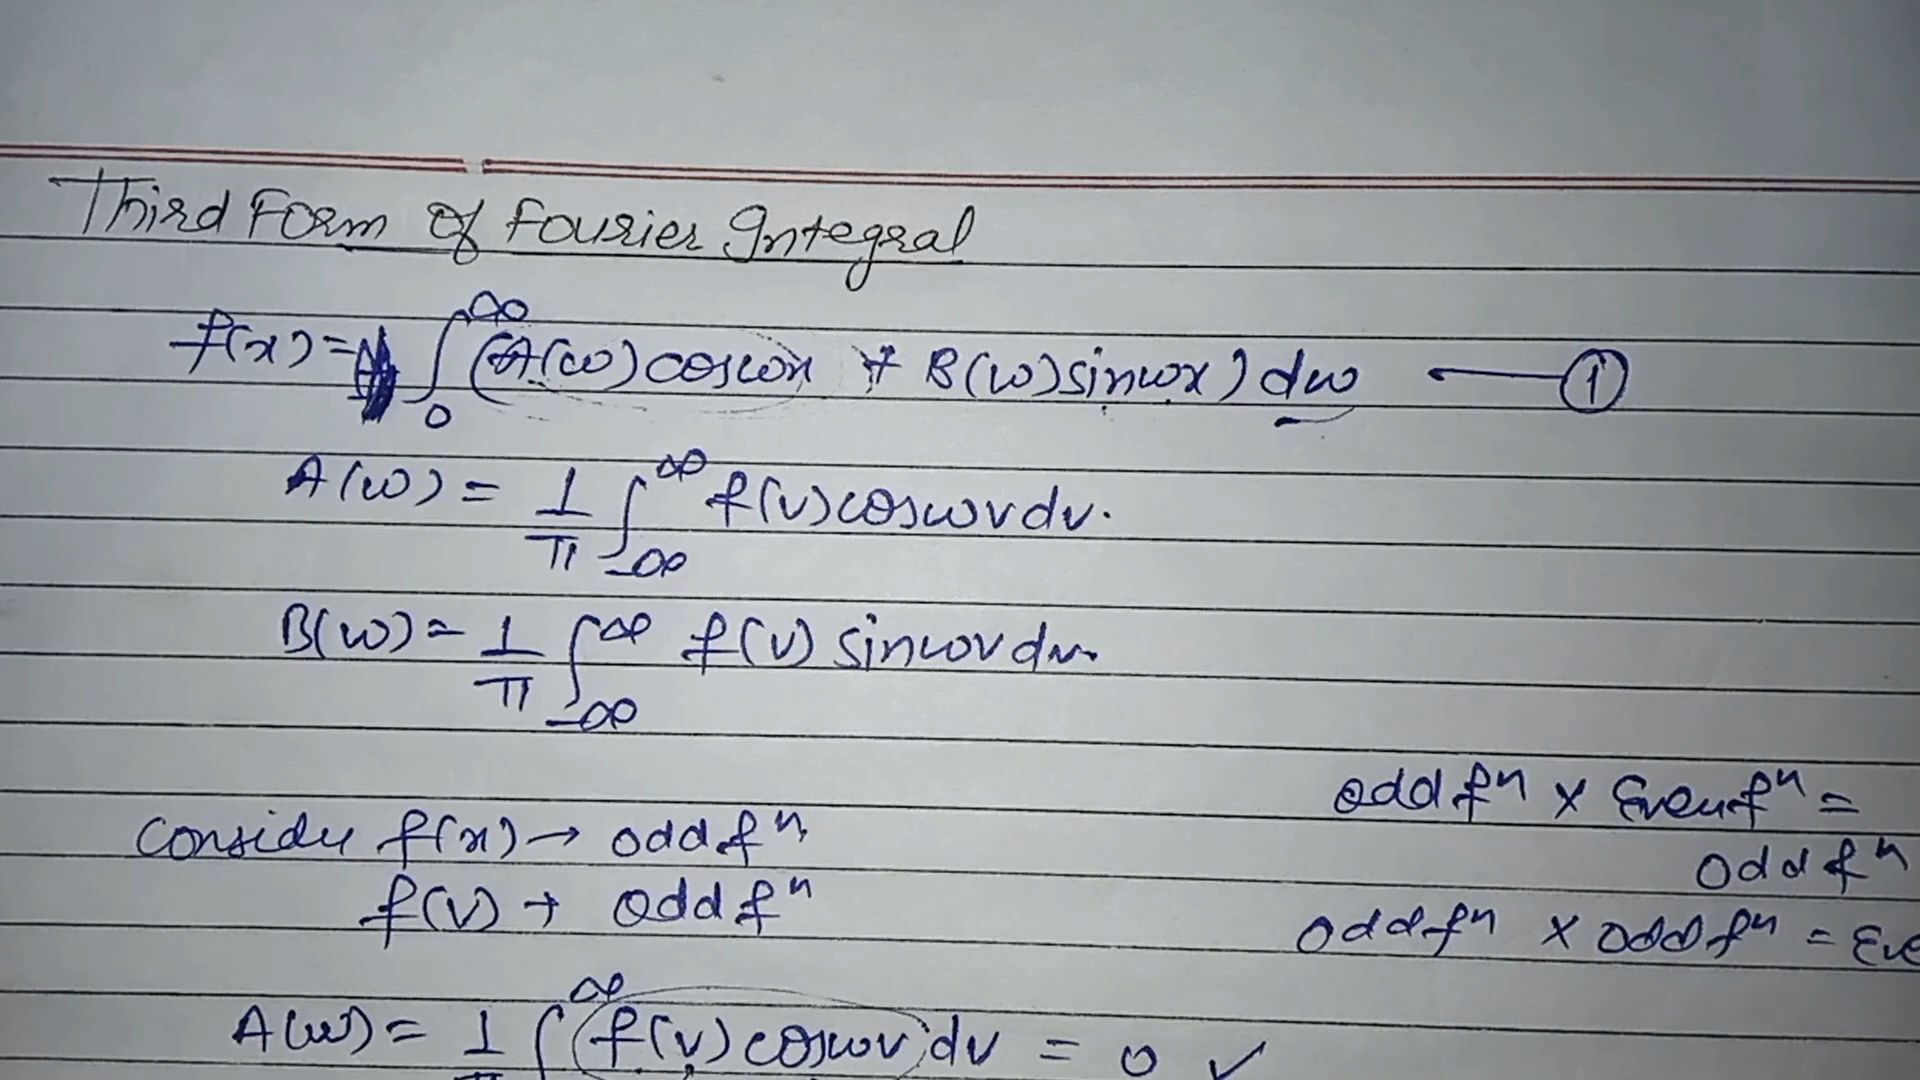 Third Form of Fourier Integral
f(x) = ∫₀^∞ (A(ω) cosωx + B(ω) sinωx) dω — ①
A(ω) = 1/π ∫₋∞^∞ f(v) cosωv dv.
B(ω) = 1/π ∫₋∞^∞ f(v) sinωv dv.
odd fⁿ × Even fⁿ =
odd fⁿ
Consider f(x) → odd fⁿ
f(v) → odd fⁿ
odd fⁿ × odd fⁿ = Eve
A(ω) = 1/π ∫^∞ f(v) cosωv dv = 0 ✓